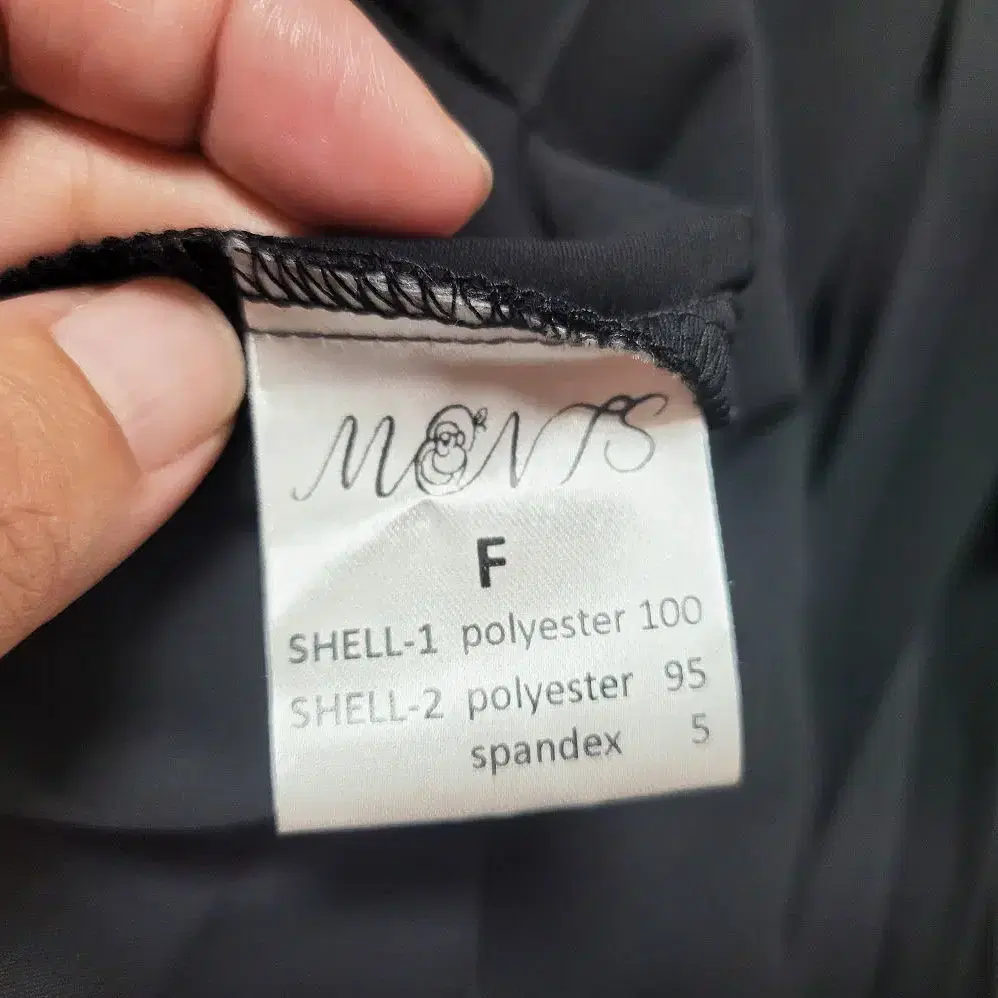 MONTS
F
SHELL-1 polyester 100
SHELL-2 polyester 95
spandex 5